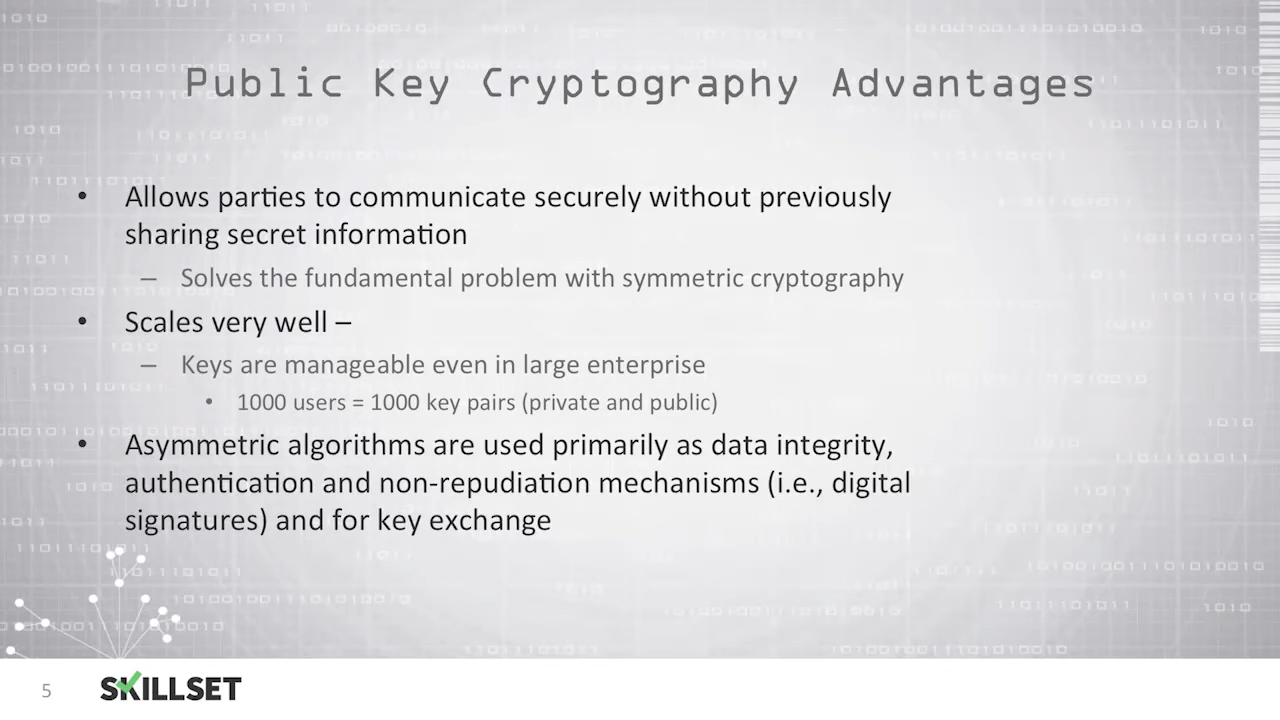 Public Key Cryptography Advantages
• Allows parties to communicate securely without previously
sharing secret information
– Solves the fundamental problem with symmetric cryptography
• Scales very well –
– Keys are manageable even in large enterprise
• 1000 users = 1000 key pairs (private and public)
• Asymmetric algorithms are used primarily as data integrity,
authentication and non-repudiation mechanisms (i.e., digital
signatures) and for key exchange
5
SKILLSET